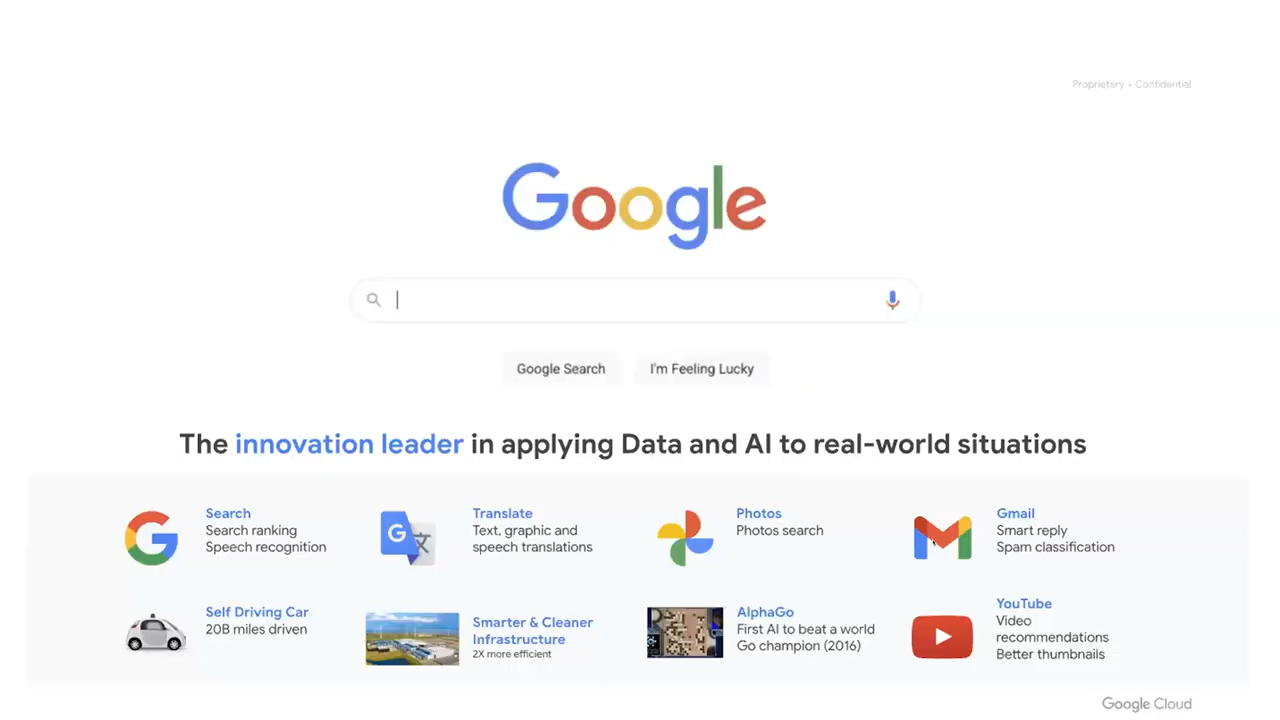 Proprietary + Confidential
Google
Google Search
I'm Feeling Lucky
The innovation leader in applying Data and AI to real-world situations
Search
Search ranking
Speech recognition
G
文
Translate
Text, graphic and
speech translations
Photos
Photos search
Gmail
Smart reply
Spam classification
Self Driving Car
20B miles driven
Smarter & Cleaner
Infrastructure
2X more efficient
AlphaGo
First AI to beat a world
Go champion (2016)
YouTube
Video
recommendations
Better thumbnails
Google Cloud